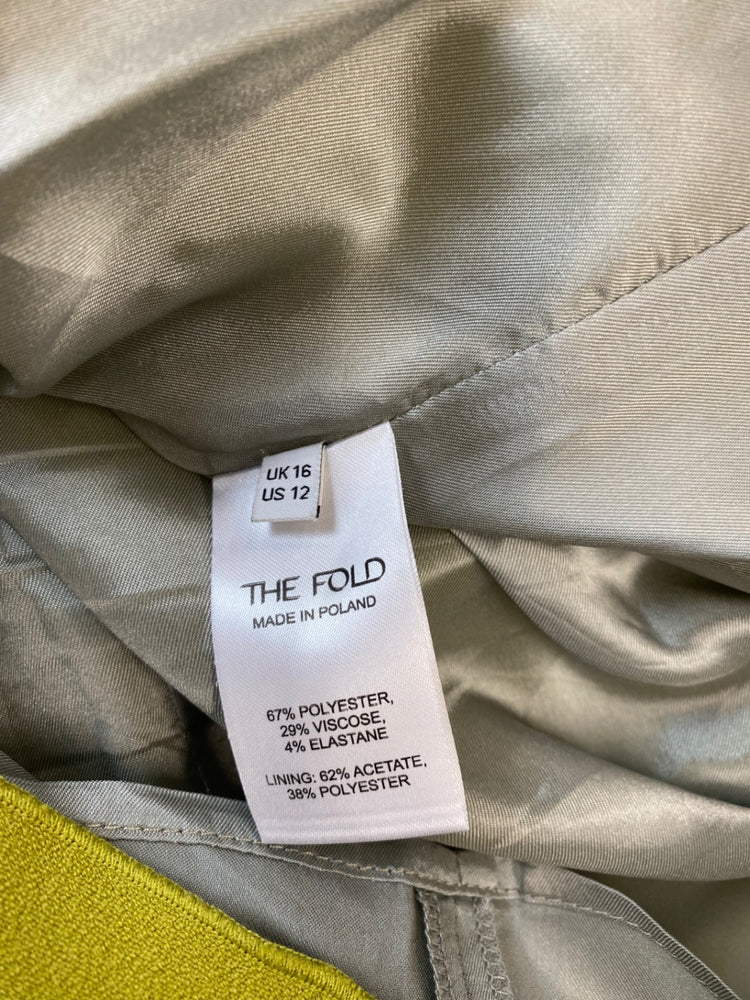 UK 16
US 12
THE FOLD
MADE IN POLAND
67% POLYESTER,
29% VISCOSE,
4% ELASTANE
LINING: 62% ACETATE,
38% POLYESTER